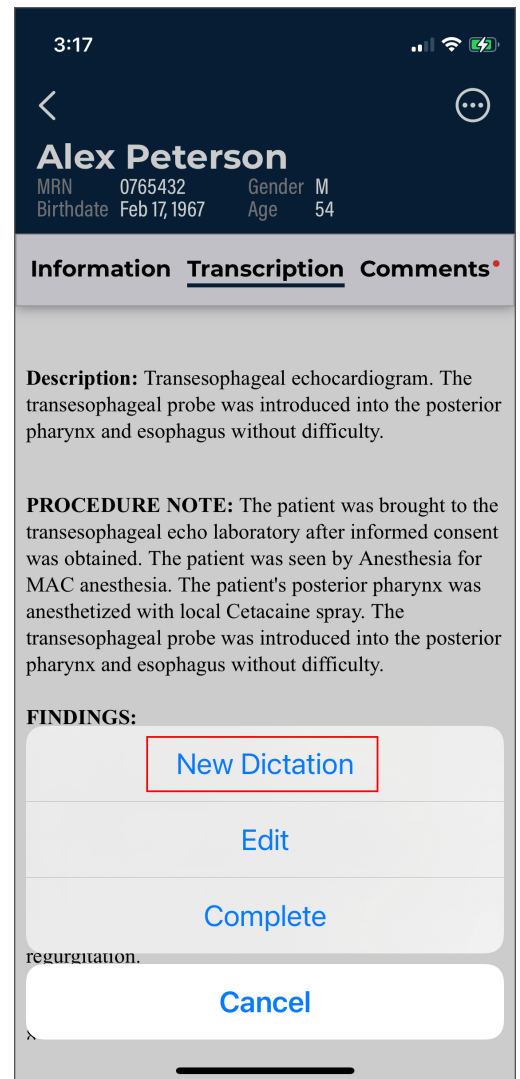 3:17
Alex Peterson
MRN 0765432 Gender M
Birthdate Feb 17, 1967 Age 54
Information Transcription Comments
Description: Transesophageal echocardiogram. The
transesophageal probe was introduced into the posterior
pharynx and esophagus without difficulty.
PROCEDURE NOTE: The patient was brought to the
transesophageal echo laboratory after informed consent
was obtained. The patient was seen by Anesthesia for
MAC anesthesia. The patient's posterior pharynx was
anesthetized with local Cetacaine spray. The
transesophageal probe was introduced into the posterior
pharynx and esophagus without difficulty.
FINDINGS:
New Dictation
Edit
Complete
regurgitation.
Cancel